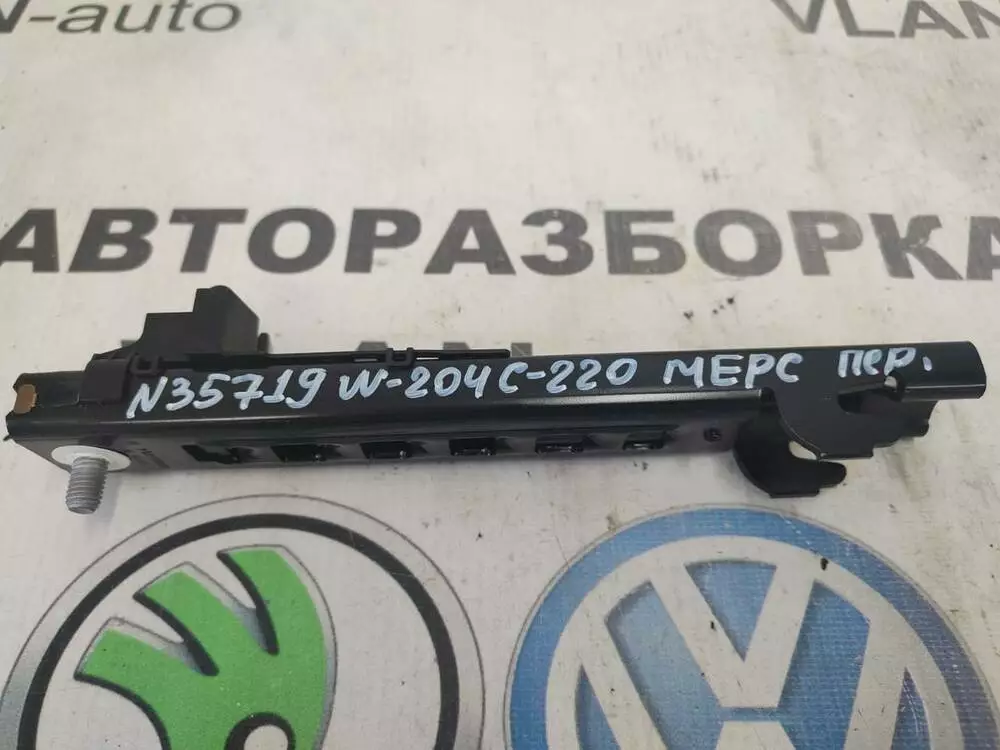 N-auto VLAN
АВТОРАЗБОРКА
N35719 W-204 C-220 МЕРС пер.